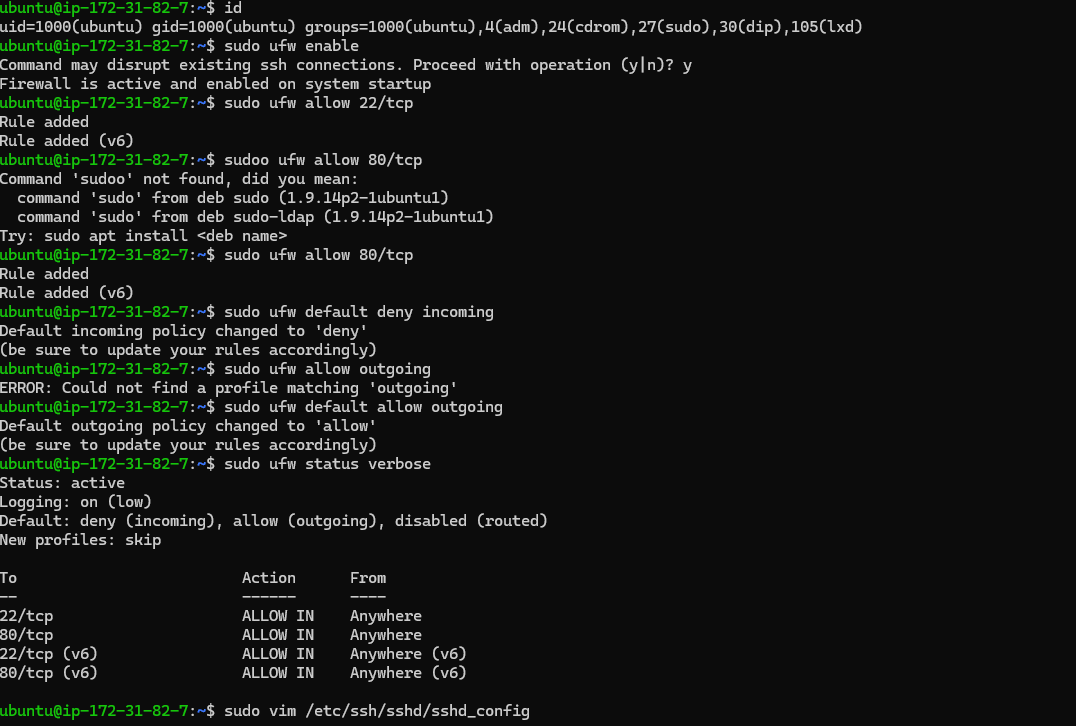 ubuntu@ip-172-31-82-7:~$ id
uid=1000(ubuntu) gid=1000(ubuntu) groups=1000(ubuntu),4(adm),24(cdrom),27(sudo),30(dip),105(lxd)
ubuntu@ip-172-31-82-7:~$ sudo ufw enable
Command may disrupt existing ssh connections. Proceed with operation (y|n)? y
Firewall is active and enabled on system startup
ubuntu@ip-172-31-82-7:~$ sudo ufw allow 22/tcp
Rule added
Rule added (v6)
ubuntu@ip-172-31-82-7:~$ sudoo ufw allow 80/tcp
Command 'sudoo' not found, did you mean:
  command 'sudo' from deb sudo (1.9.14p2-1ubuntu1)
  command 'sudo' from deb sudo-ldap (1.9.14p2-1ubuntu1)
Try: sudo apt install <deb name>
ubuntu@ip-172-31-82-7:~$ sudo ufw allow 80/tcp
Rule added
Rule added (v6)
ubuntu@ip-172-31-82-7:~$ sudo ufw default deny incoming
Default incoming policy changed to 'deny'
(be sure to update your rules accordingly)
ubuntu@ip-172-31-82-7:~$ sudo ufw allow outgoing
ERROR: Could not find a profile matching 'outgoing'
ubuntu@ip-172-31-82-7:~$ sudo ufw default allow outgoing
Default outgoing policy changed to 'allow'
(be sure to update your rules accordingly)
ubuntu@ip-172-31-82-7:~$ sudo ufw status verbose
Status: active
Logging: on (low)
Default: deny (incoming), allow (outgoing), disabled (routed)
New profiles: skip

To                         Action      From
--                         ------      ----
22/tcp                     ALLOW IN    Anywhere
80/tcp                     ALLOW IN    Anywhere
22/tcp (v6)                ALLOW IN    Anywhere (v6)
80/tcp (v6)                ALLOW IN    Anywhere (v6)

ubuntu@ip-172-31-82-7:~$ sudo vim /etc/ssh/sshd/sshd_config